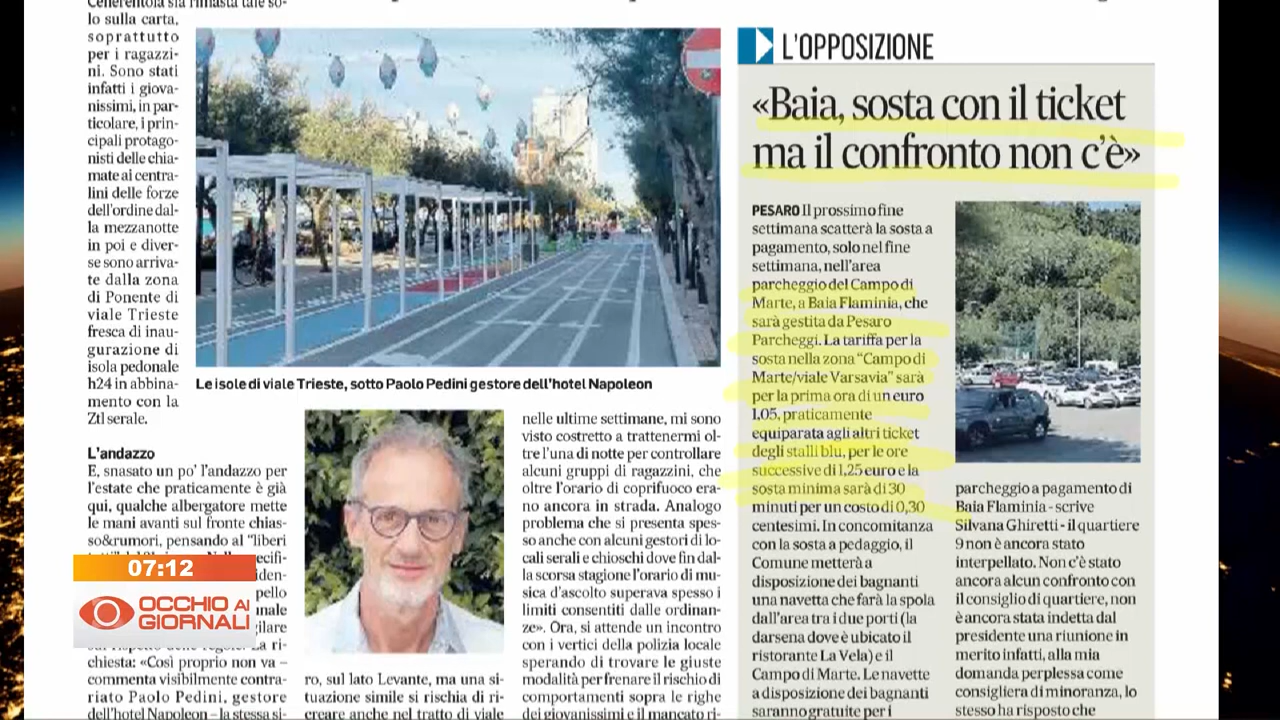 Cenerentola sia rimasta tale so-
lo sulla carta,
soprattutto
per i ragazzi-
ni. Sono stati
infatti i giova-
nissimi, in par-
ticolare, i prin-
cipali protago-
nisti delle chia-
mate ai centra-
lini delle forze
dell'ordine dal-
la mezzanotte
in poi e diver-
se sono arriva-
te dalla zona
di Ponente di
viale Trieste
fresca di inau-
gurazione di
isola pedonale
h24 in abbina-
mento con la
Ztl serale.
L'andazzo
E, snasato un po' l'andazzo per
l'estate che praticamente è già
qui, qualche albergatore mette
le mani avanti sul fronte chias-
so&rumori, pensando al "liberi
07:12
OCCHIO AI
GIORNALI
chiesta: «Così proprio non va –
commenta visibilmente contra-
riato Paolo Pedini, gestore
dell'hotel Napoleon – la stessa si-
Le isole di viale Trieste, sotto Paolo Pedini gestore dell'hotel Napoleon
ro, sul lato Levante, ma una si-
tuazione simile si rischia di ri-
creare anche nel tratto di viale
nelle ultime settimane, mi sono
visto costretto a trattenermi ol-
tre l'una di notte per controllare
alcuni gruppi di ragazzini, che
oltre l'orario di coprifuoco era-
no ancora in strada. Analogo
problema che si presenta spes-
so anche con alcuni gestori di lo-
cali serali e chioschi dove fin dal-
la scorsa stagione l'orario di mu-
sica d'ascolto superava spesso i
limiti consentiti dalle ordinan-
ze». Ora, si attende un incontro
con i vertici della polizia locale
sperando di trovare le giuste
modalità per frenare il rischio di
comportamenti sopra le righe
dei giovanissimi e il mancato ri-
L'OPPOSIZIONE
«Baia, sosta con il ticket
ma il confronto non c'è»
PESARO Il prossimo fine
settimana scatterà la sosta a
pagamento, solo nel fine
settimana, nell'area
parcheggio del Campo di
Marte, a Baia Flaminia, che
sarà gestita da Pesaro
Parcheggi. La tariffa per la
sosta nella zona "Campo di
Marte/viale Varsavia" sarà
per la prima ora di un euro
1,05, praticamente
equiparata agli altri ticket
degli stalli blu, per le ore
successive di 1,25 euro e la
sosta minima sarà di 30
minuti per un costo di 0,30
centesimi. In concomitanza
con la sosta a pedaggio, il
Comune metterà a
disposizione dei bagnanti
una navetta che farà la spola
dall'area tra i due porti (la
darsena dove è ubicato il
ristorante La Vela) e il
Campo di Marte. Le navette
a disposizione dei bagnanti
saranno gratuite per i
parcheggio a pagamento di
Baia Flaminia - scrive
Silvana Ghiretti - il quartiere
9 non è ancora stato
interpellato. Non c'è stato
ancora alcun confronto con
il consiglio di quartiere, non
è ancora stata indetta dal
presidente una riunione in
merito infatti, alla mia
domanda perplessa come
consigliera di minoranza, lo
stesso ha risposto che